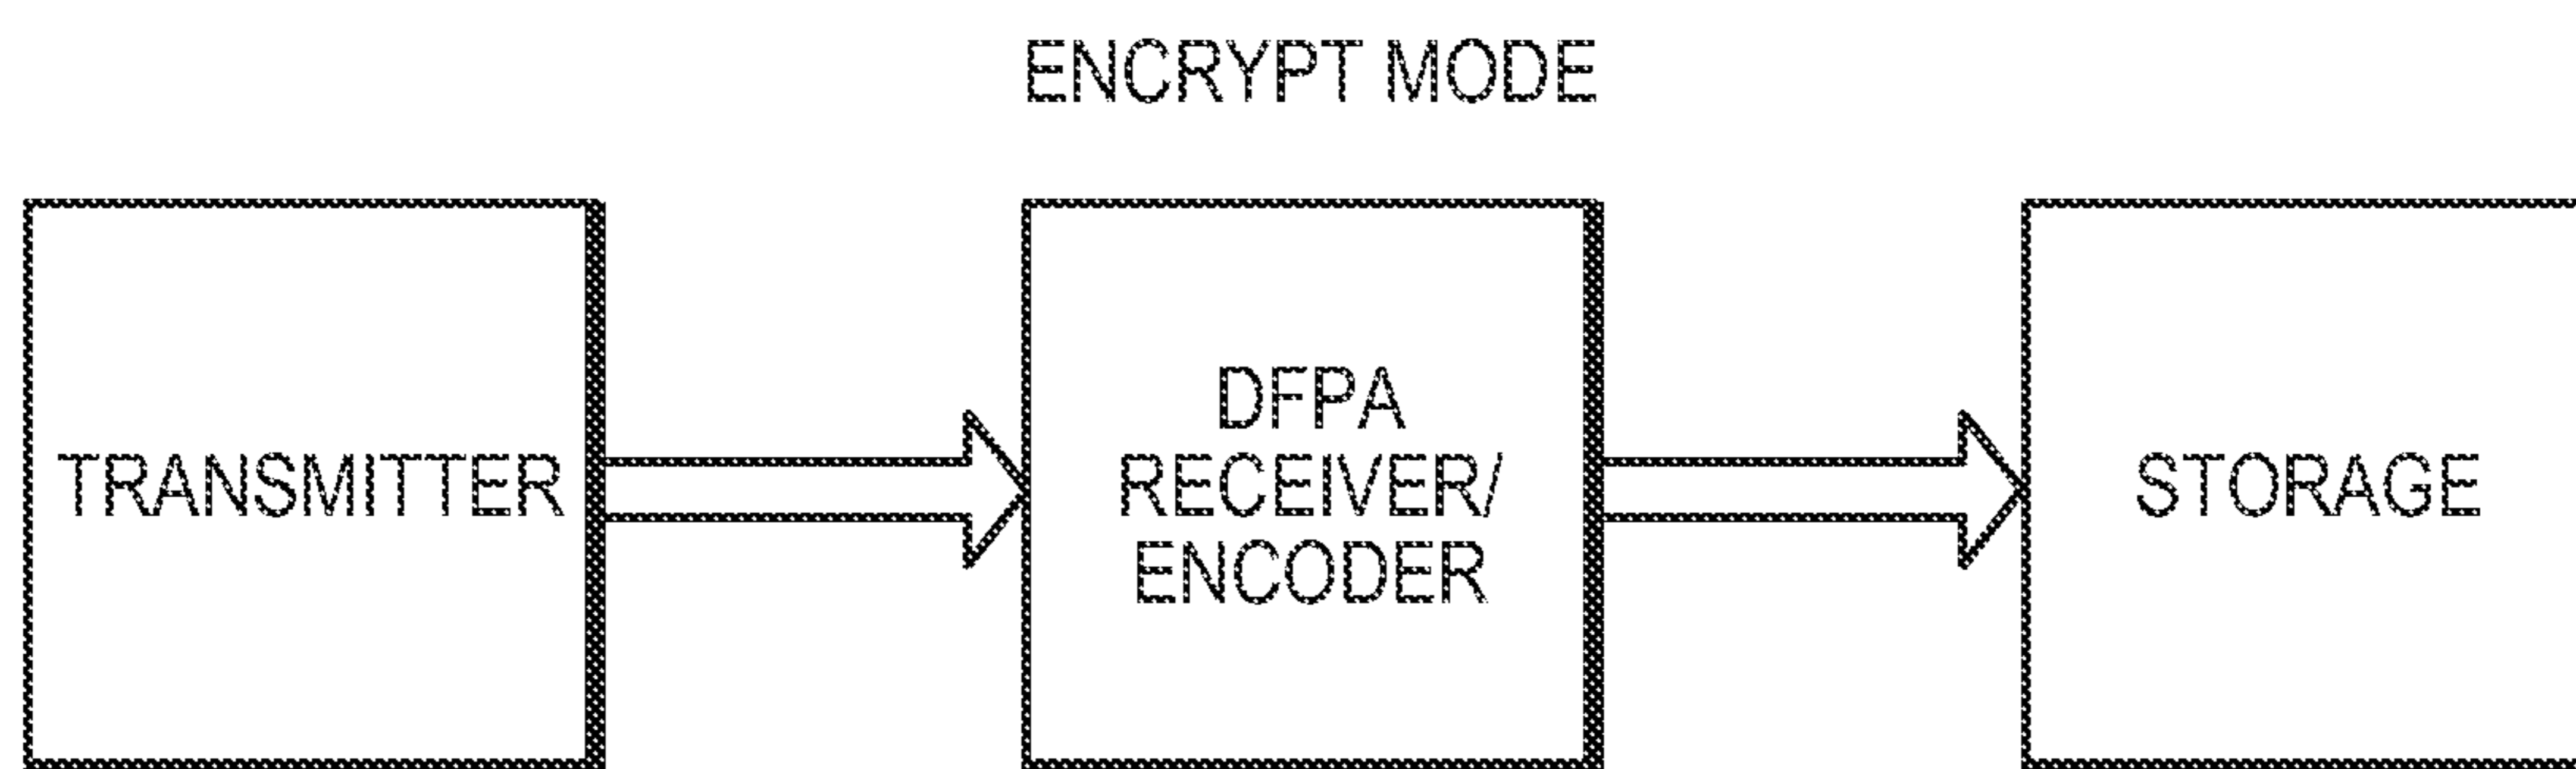 ENCRYPT MODE
TRANSMITTER
DFPA
RECEIVER/
ENCODER
STORAGE